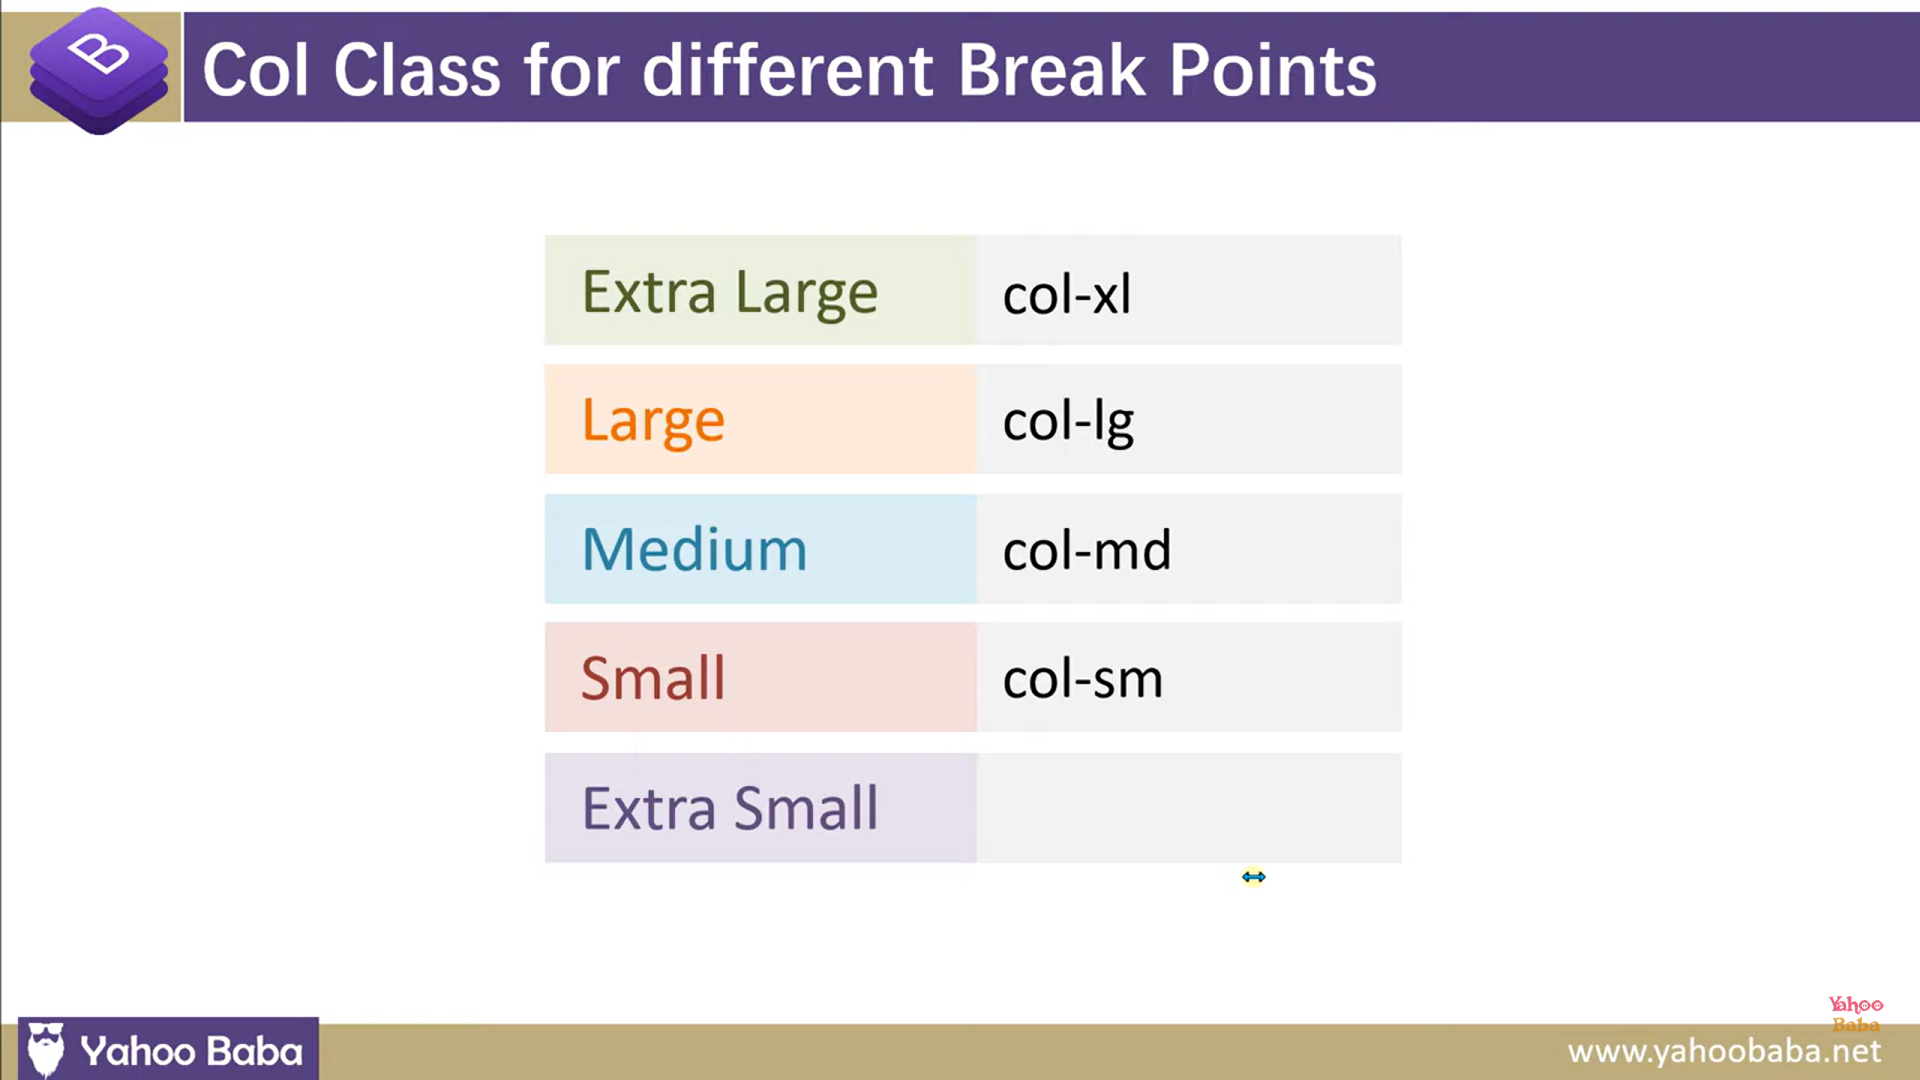 B
Col Class for different Break Points
Extra Large col-xl
Large col-lg
Medium col-md
Small col-sm
Extra Small
Yahoo
Baba
Yahoo Baba
www.yahoobaba.net